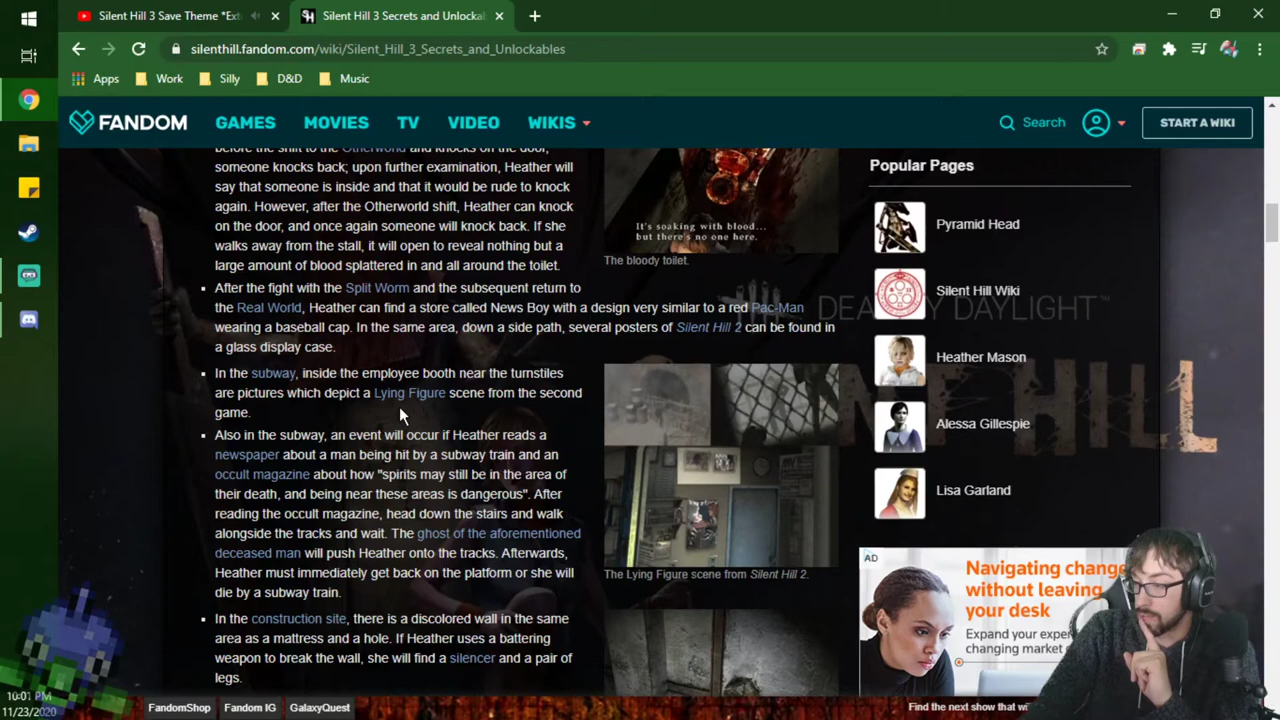 Silent Hill 3 Save Theme *Ext
Silent Hill 3 Secrets and Unlockab
silenthill.fandom.com/wiki/Silent_Hill_3_Secrets_and_Unlockables
Apps
Work
Silly
D&D
Music
FANDOM
GAMES
MOVIES
TV
VIDEO
WIKIS
Search
START A WIKI
before the shift to the Otherworld and knocks on the door,
someone knocks back; upon further examination, Heather will
say that someone is inside and that it would be rude to knock
again. However, after the Otherworld shift, Heather can knock
on the door, and once again someone will knock back. If she
walks away from the stall, it will open to reveal nothing but a
large amount of blood splattered in and all around the toilet.
It's soaking with blood...
but there's no one here.
The bloody toilet.
After the fight with the Split Worm and the subsequent return to
the Real World, Heather can find a store called News Boy with a design very similar to a red Pac-Man
wearing a baseball cap. In the same area, down a side path, several posters of Silent Hill 2 can be found in
a glass display case.
In the subway, inside the employee booth near the turnstiles
are pictures which depict a Lying Figure scene from the second
game.
Also in the subway, an event will occur if Heather reads a
newspaper about a man being hit by a subway train and an
occult magazine about how "spirits may still be in the area of
their death, and being near these areas is dangerous". After
reading the occult magazine, head down the stairs and walk
alongside the tracks and wait. The ghost of the aforementioned
deceased man will push Heather onto the tracks. Afterwards,
Heather must immediately get back on the platform or she will
die by a subway train.
The Lying Figure scene from Silent Hill 2.
In the construction site, there is a discolored wall in the same
area as a mattress and a hole. If Heather uses a battering
weapon to break the wall, she will find a silencer and a pair of
legs.
Popular Pages
Pyramid Head
Silent Hill Wiki
Heather Mason
Alessa Gillespie
Lisa Garland
DAYLIGHT™
HILL
AD
Navigating change
without leaving
your desk
Expand your
changing market
FandomShop
Fandom IG
GalaxyQuest
Find the next show that
10:01 PM
11/23/2020